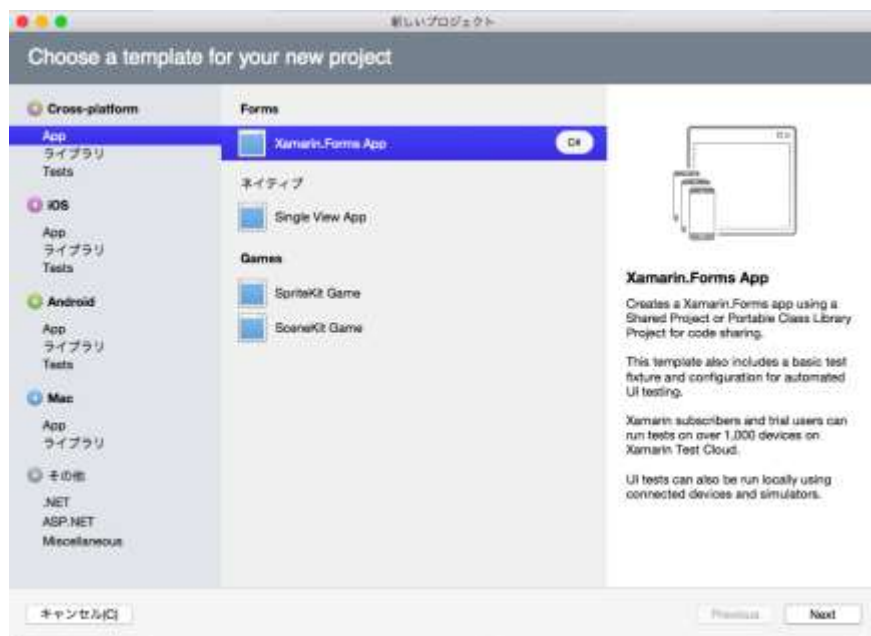 新しいプロジェクト
Choose a template for your new project
Cross-platform
App
ライブラリ
Tests
iOS
App
ライブラリ
Tests
Android
App
ライブラリ
Tests
Mac
App
ライブラリ
その他
.NET
ASP.NET
Miscellaneous
Forms
Xamarin.Forms App
C#
ネイティブ
Single View App
Games
SpriteKit Game
SceneKit Game
C#
Xamarin.Forms App
Creates a Xamarin.Forms app using a
Shared Project or Portable Class Library
Project for code sharing.
This template also includes a basic test
fixture and configuration for automated
UI testing.
Xamarin subscribers and trial users can
run tests on over 1,000 devices on
Xamarin Test Cloud.
UI tests can also be run locally using
connected devices and simulators.
キャンセル(C)
Previous
Next